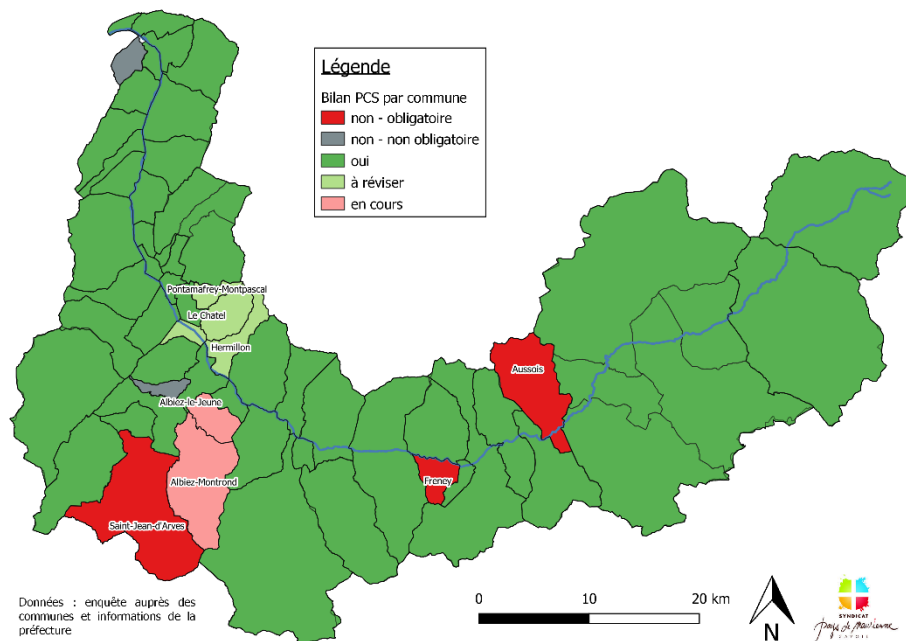 Légende
Bilan PCS par commune
non - obligatoire
non - non obligatoire
oui
à réviser
en cours
Pontamafrey-Montpascal
Le Chatel
Hermillon
Aussois
Albiez-le-Jeune
Albiez-Montrond
Freney
Saint-Jean-d'Arves
Données : enquête auprès des
communes et informations de la
préfecture
0 10 20 km
N
SYNDICAT
pays de maurienne
SAVOIE